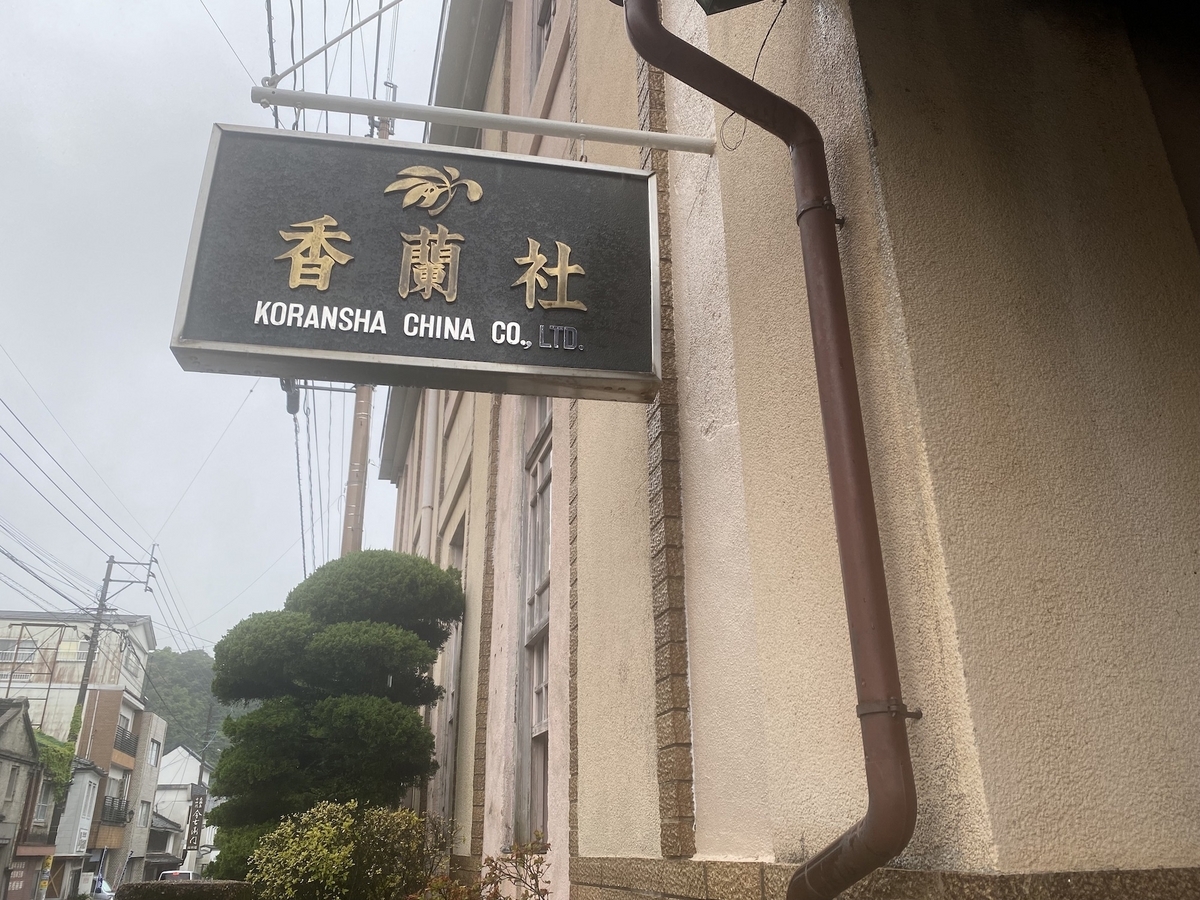 香蘭社
KORANSHA CHINA CO., LTD.